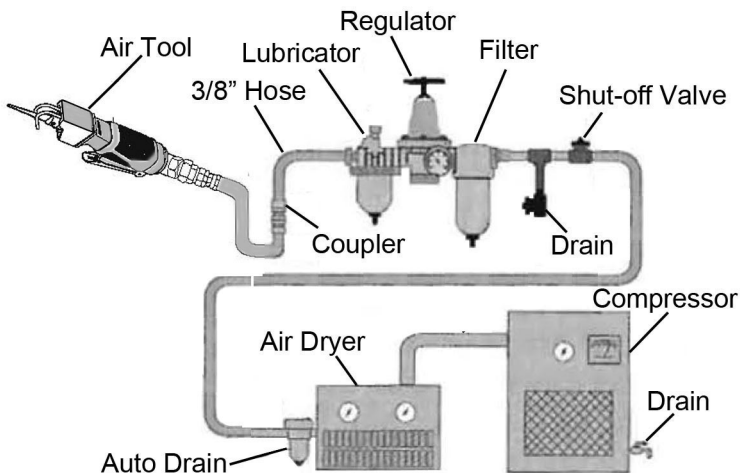 Regulator
Air Tool
Lubricator
Filter
3/8” Hose
Shut-off Valve
Coupler
Drain
Compressor
Air Dryer
Drain
Auto Drain